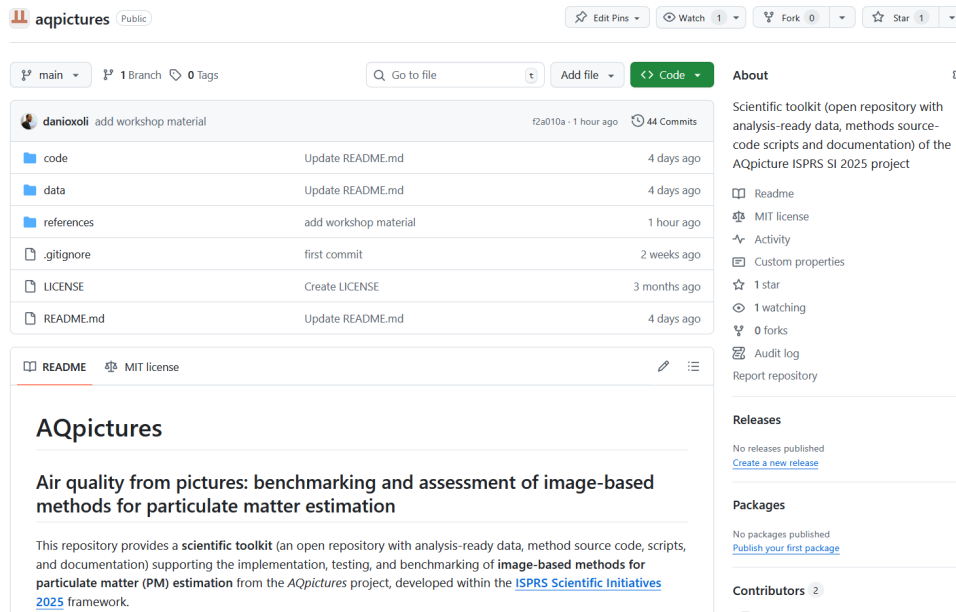 aqpictures Public
Edit Pins Watch 1 Fork 0 Star 1
main 1 Branch 0 Tags Go to file t Add file Code
danioxoli add workshop material f2a010a · 1 hour ago 44 Commits
code Update README.md 4 days ago
data Update README.md 4 days ago
references add workshop material 1 hour ago
.gitignore first commit 2 weeks ago
LICENSE Create LICENSE 3 months ago
README.md Update README.md 4 days ago
README MIT license
AQpictures
Air quality from pictures: benchmarking and assessment of image-based
methods for particulate matter estimation
This repository provides a scientific toolkit (an open repository with analysis-ready data, method source code, scripts,
and documentation) supporting the implementation, testing, and benchmarking of image-based methods for
particulate matter (PM) estimation from the AQpictures project, developed within the ISPRS Scientific Initiatives
2025 framework.
About
Scientific toolkit (open repository with
analysis-ready data, methods source-
code scripts and documentation) of the
AQpicture ISPRS SI 2025 project
Readme
MIT license
Activity
Custom properties
1 star
1 watching
0 forks
Audit log
Report repository
Releases
No releases published
Create a new release
Packages
No packages published
Publish your first package
Contributors 2